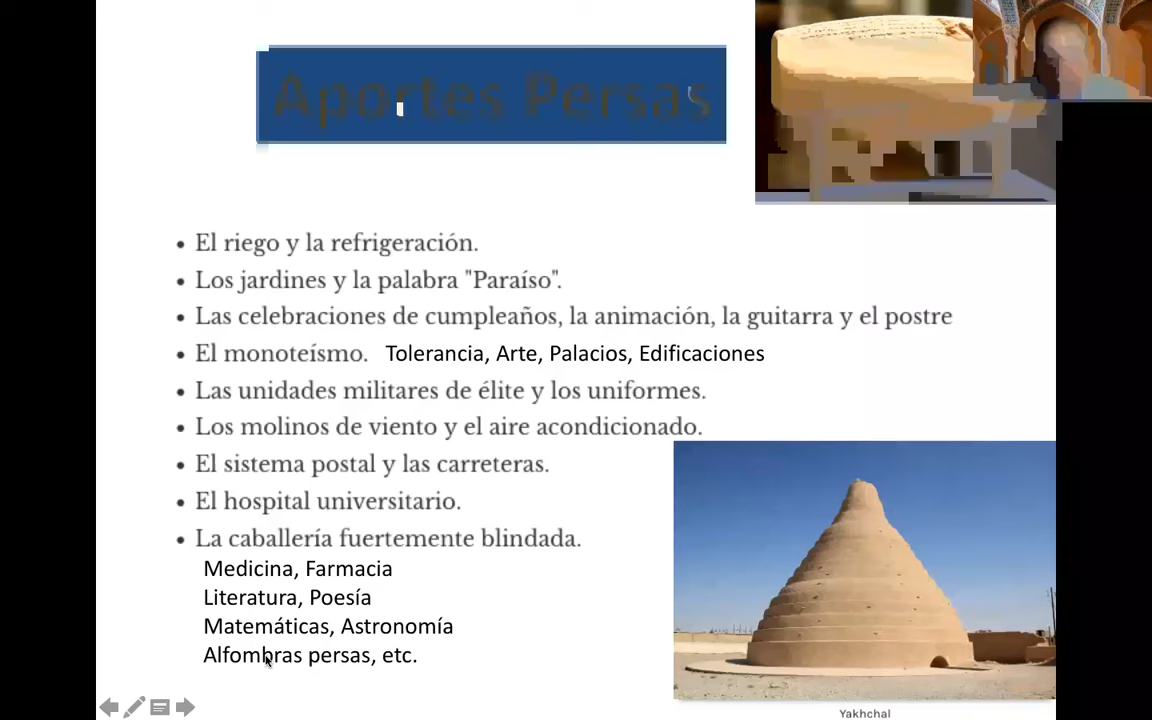 Aportes Persas
• El riego y la refrigeración.
• Los jardines y la palabra "Paraíso".
• Las celebraciones de cumpleaños, la animación, la guitarra y el postre
• El monoteísmo. Tolerancia, Arte, Palacios, Edificaciones
• Las unidades militares de élite y los uniformes.
• Los molinos de viento y el aire acondicionado.
• El sistema postal y las carreteras.
• El hospital universitario.
• La caballería fuertemente blindada.
Medicina, Farmacia
Literatura, Poesía
Matemáticas, Astronomía
Alfombras persas, etc.
Yakhchal